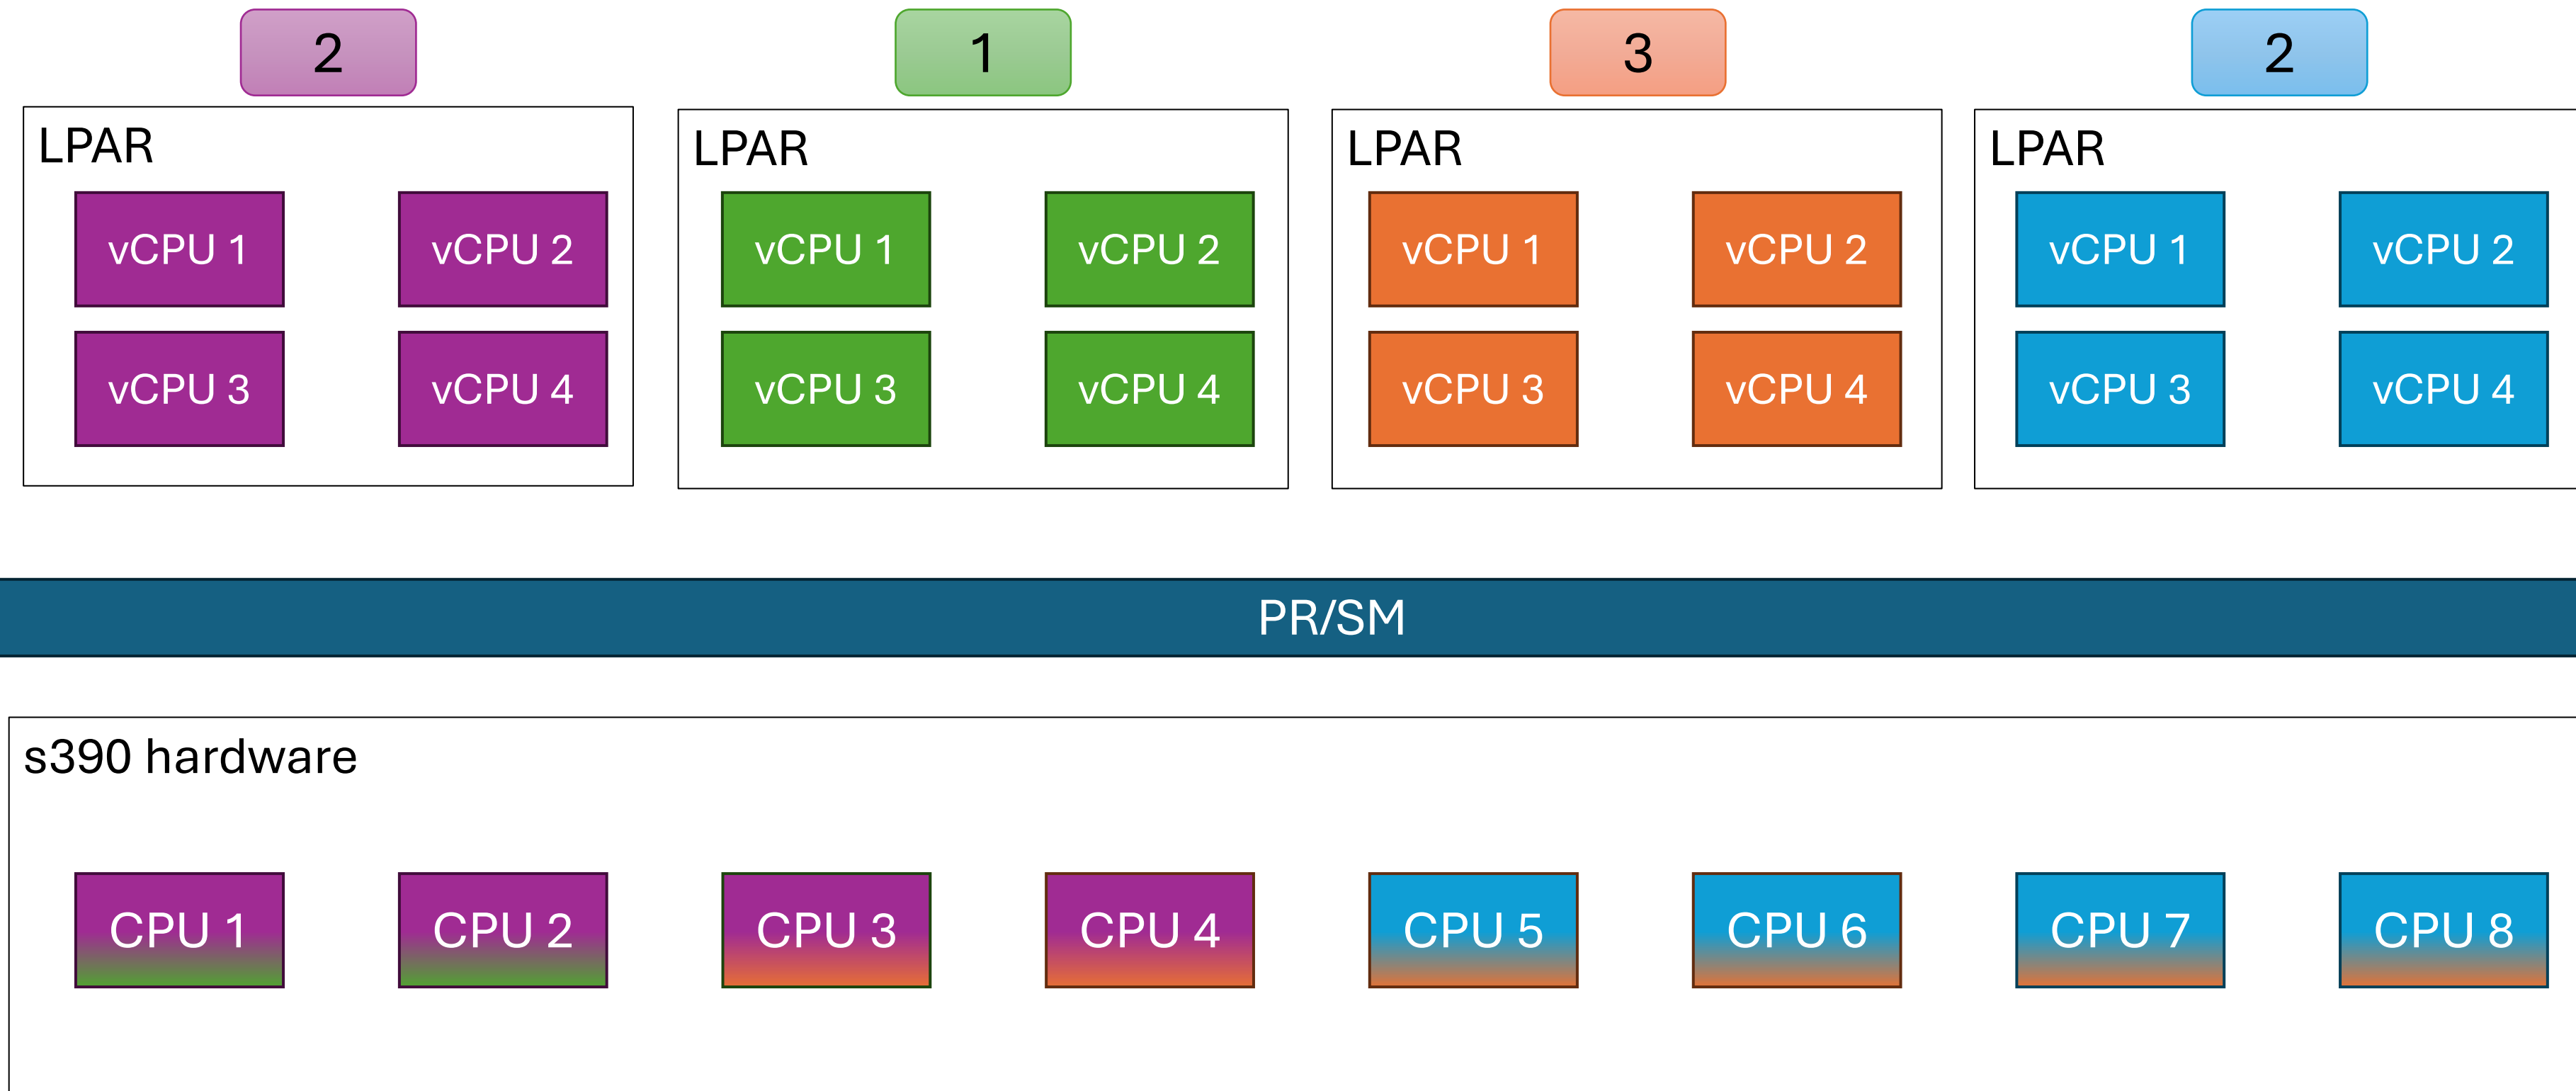 2
1
3
2
LPAR
vCPU 1
vCPU 2
vCPU 3
vCPU 4
LPAR
vCPU 1
vCPU 2
vCPU 3
vCPU 4
LPAR
vCPU 1
vCPU 2
vCPU 3
vCPU 4
LPAR
vCPU 1
vCPU 2
vCPU 3
vCPU 4
PR/SM
s390 hardware
CPU 1
CPU 2
CPU 3
CPU 4
CPU 5
CPU 6
CPU 7
CPU 8